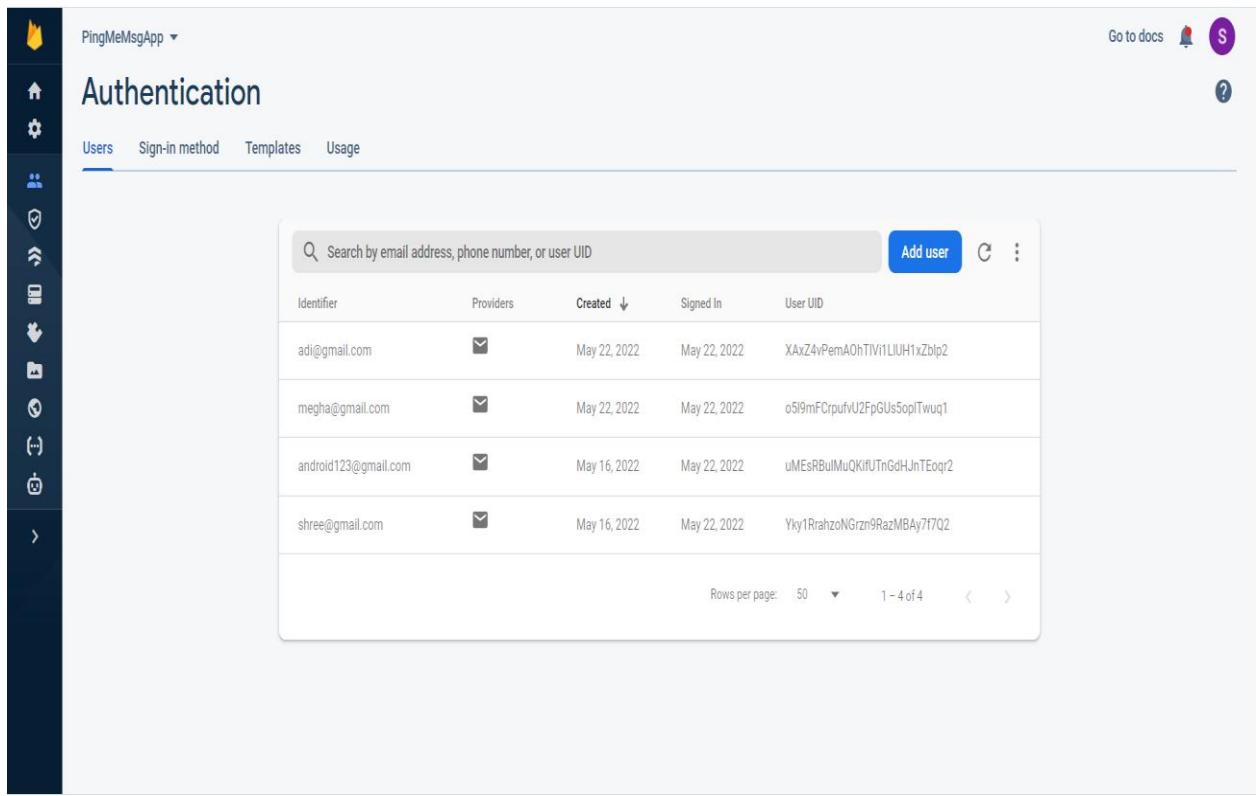 PingMeMsgApp Go to docs S
Authentication
Users Sign-in method Templates Usage
Search by email address, phone number, or user UID Add user
Identifier Providers Created Signed In User UID
adi@gmail.com May 22, 2022 May 22, 2022 XAxZ4vPemAOhTIVi1LlUH1xZbIp2
megha@gmail.com May 22, 2022 May 22, 2022 o5I9mFCrpufvU2FpGUs5oplTwuq1
android123@gmail.com May 16, 2022 May 22, 2022 uMEsRBulMuQKifUTnGdHJnTEoqr2
shree@gmail.com May 16, 2022 May 22, 2022 Yky1RrahzoNGrzn9RazMBAy7f7Q2
Rows per page: 50 1 – 4 of 4